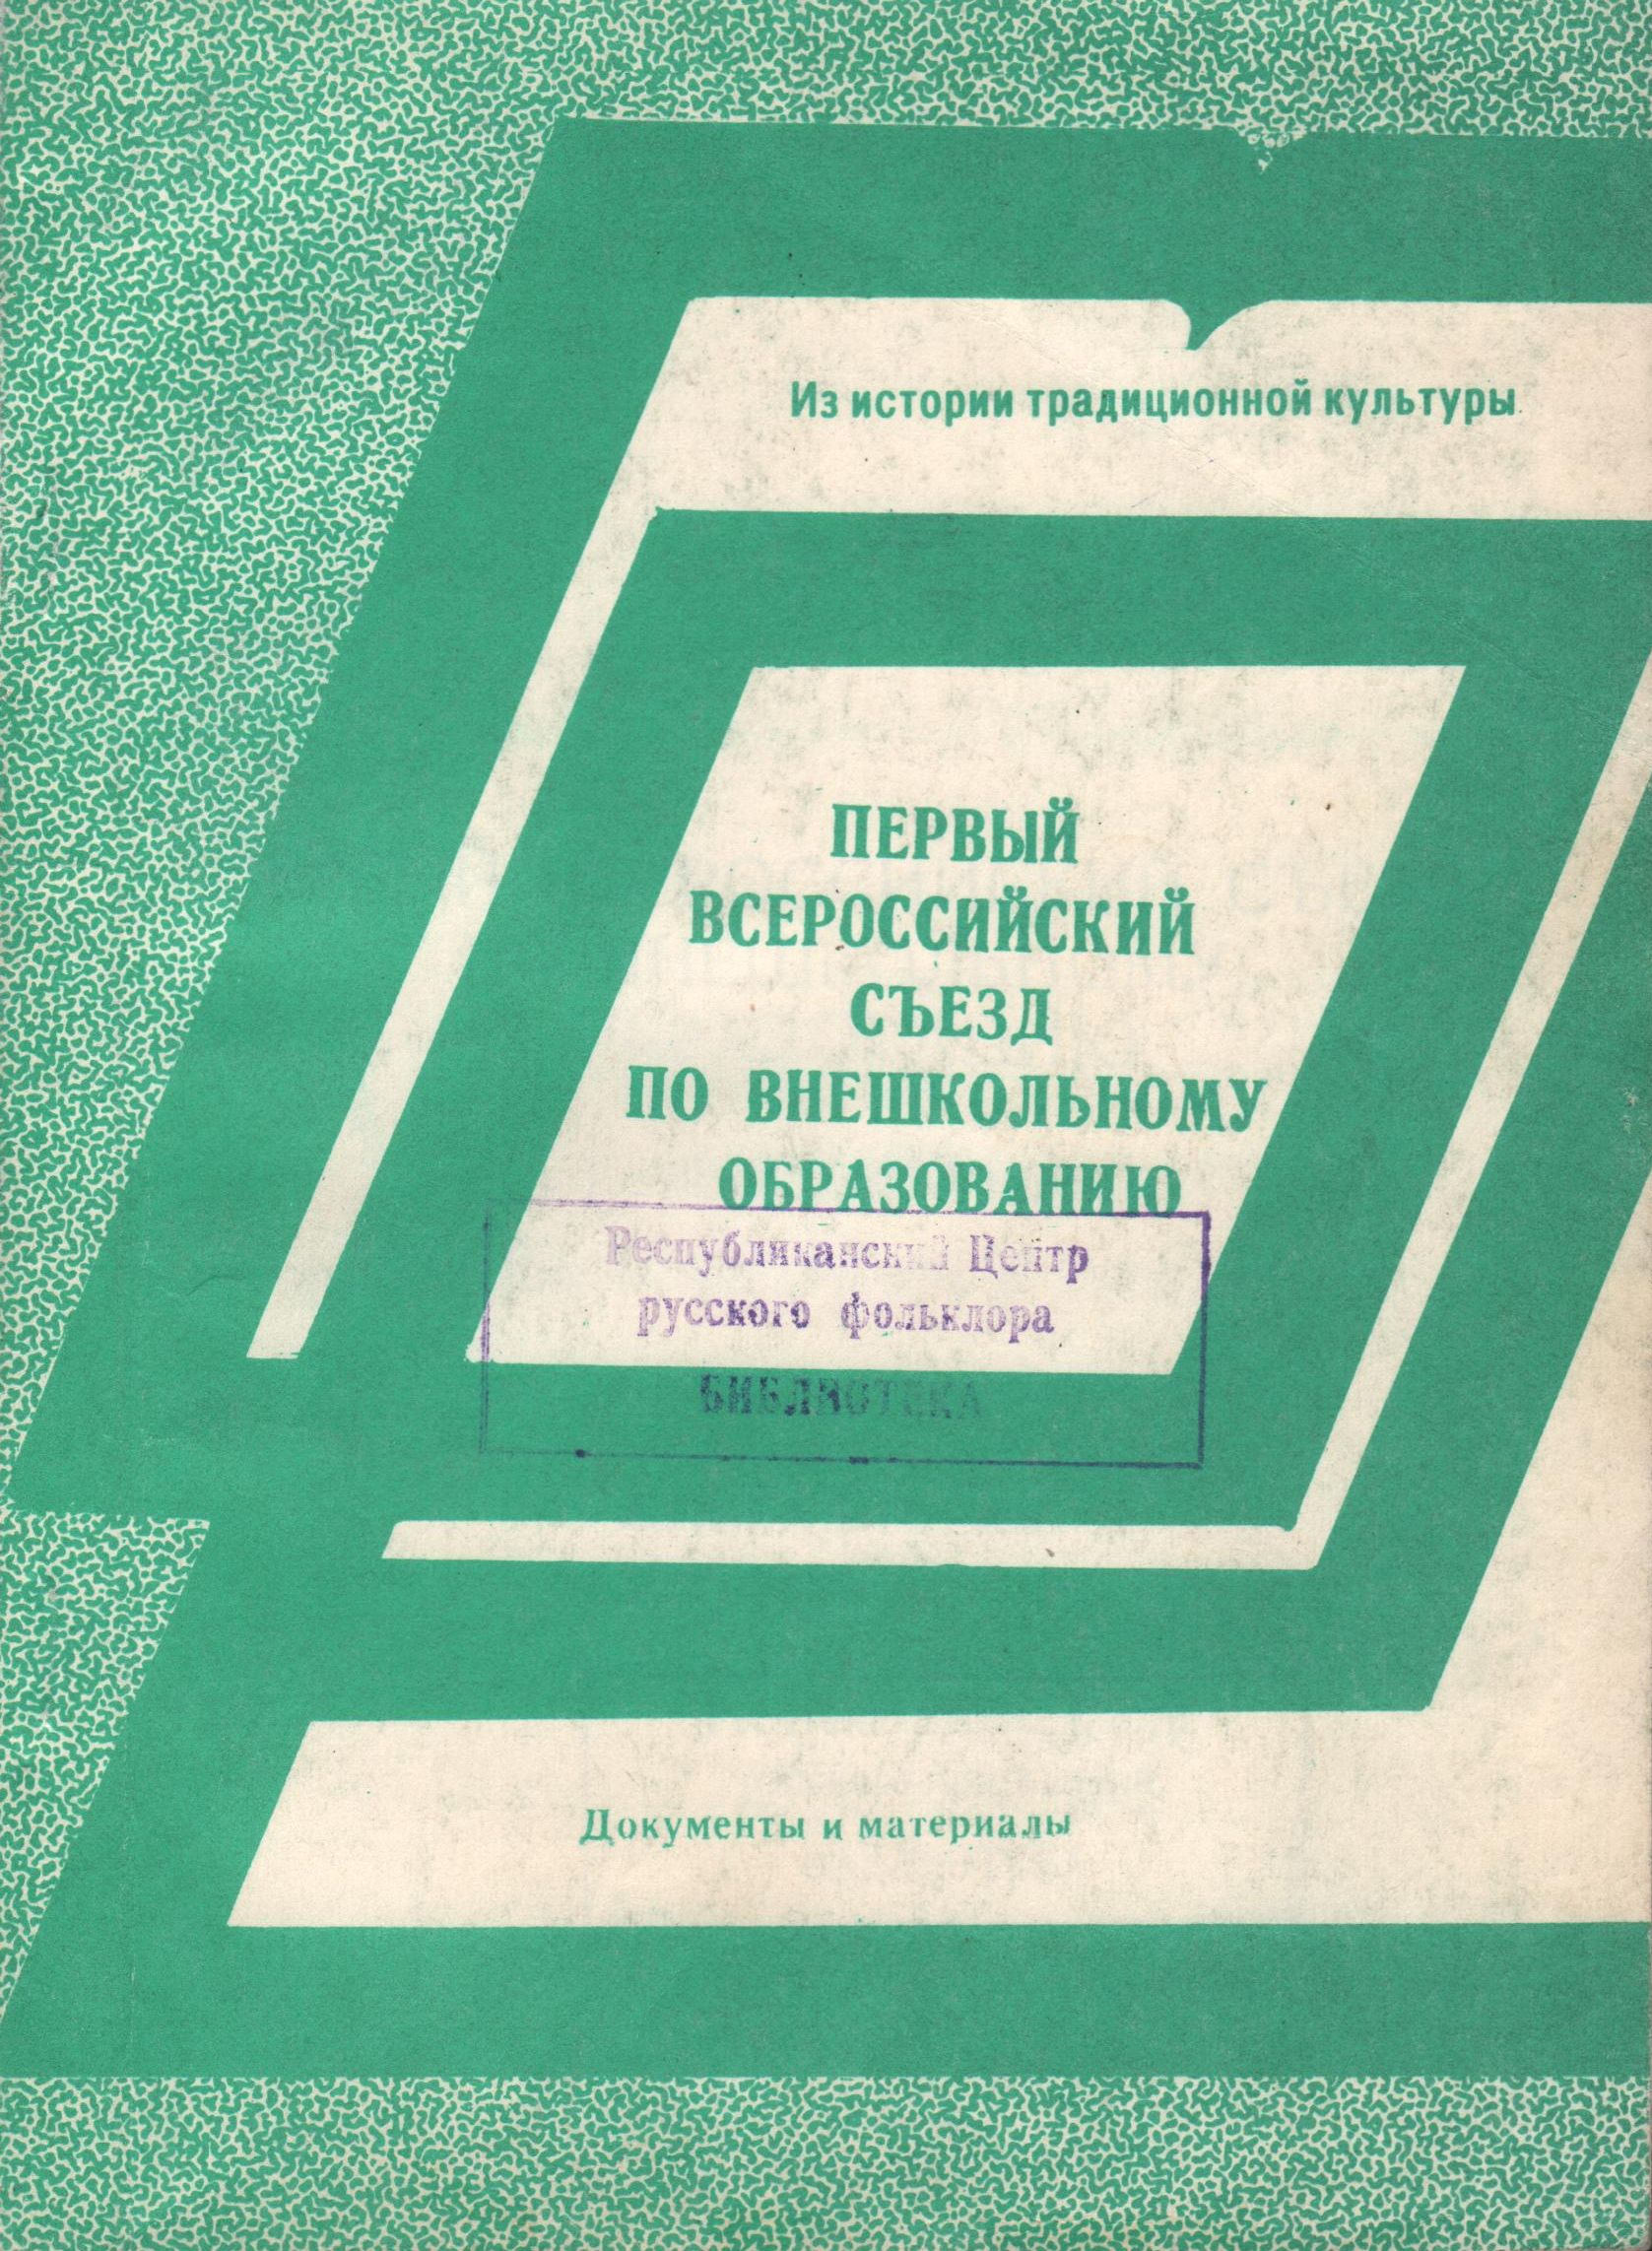 Из истории традиционной культуры
ПЕРВЫЙ
ВСЕРОССИЙСКИЙ
СЪЕЗД
ПО ВНЕШКОЛЬНОМУ
ОБРАЗОВАНИЮ
Республиканский Центр
русского фольклора
БИБЛИОТЕКА
Документы и материалы